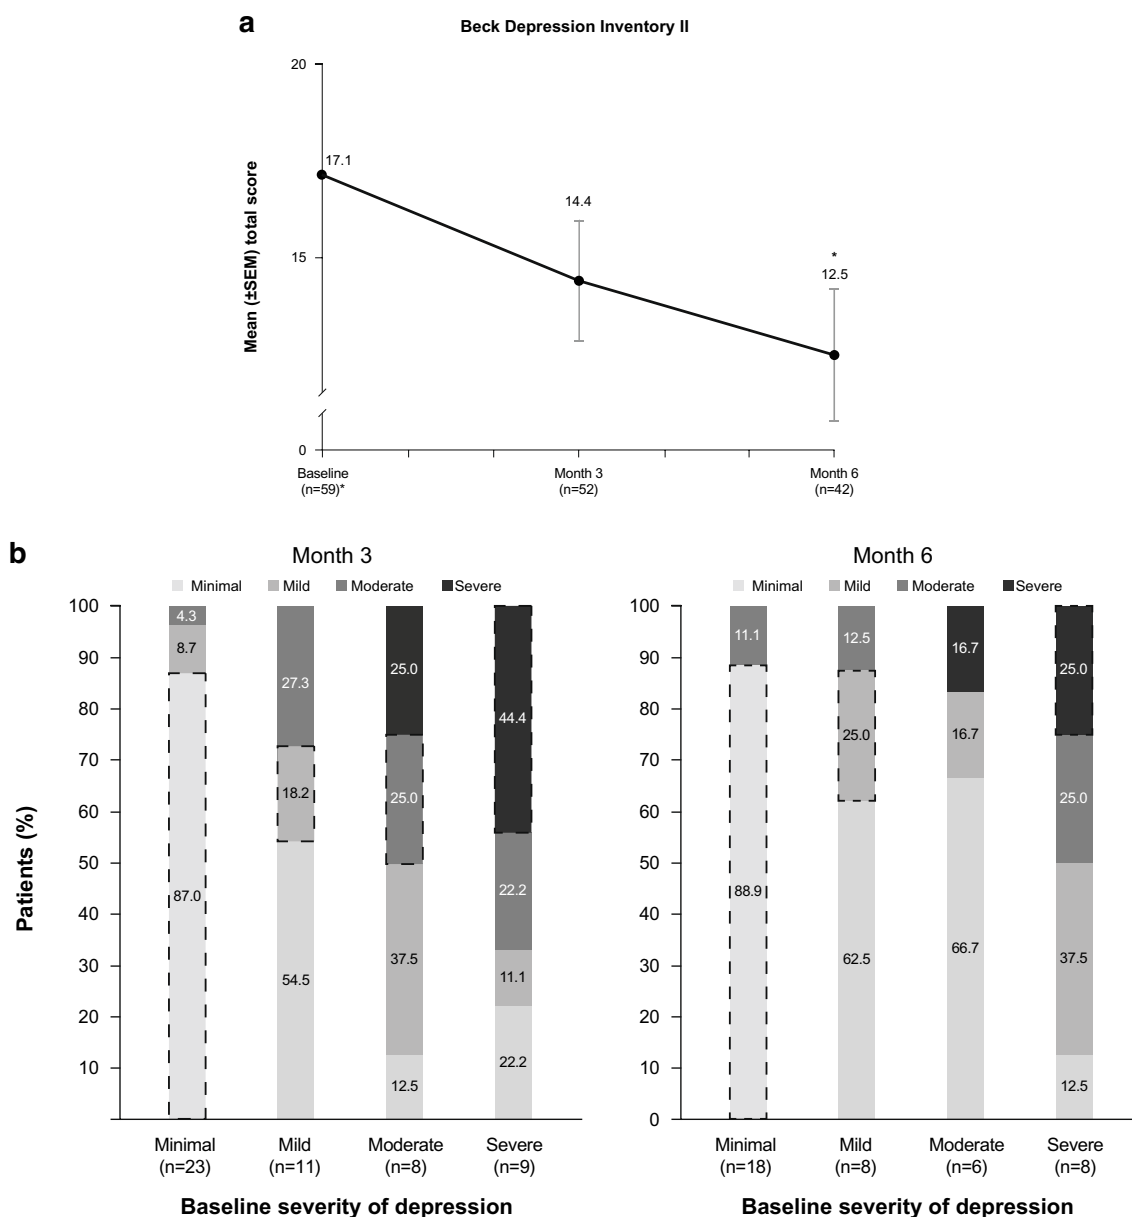 a
Beck Depression Inventory II
Mean (±SEM) total score
20
15
0
17.1
14.4
*
12.5
Baseline
(n=59)*
Month 3
(n=52)
Month 6
(n=42)
b
Month 3
Minimal Mild Moderate Severe
Patients (%)
100
90
80
70
60
50
40
30
20
10
4.3
8.7
87.0
27.3
18.2
54.5
25.0
25.0
37.5
12.5
44.4
22.2
11.1
22.2
Minimal
(n=23)
Mild
(n=11)
Moderate
(n=8)
Severe
(n=9)
Baseline severity of depression
Month 6
Minimal Mild Moderate Severe
100
90
80
70
60
50
40
30
20
10
0
11.1
88.9
12.5
25.0
62.5
16.7
16.7
66.7
25.0
25.0
37.5
12.5
Minimal
(n=18)
Mild
(n=8)
Moderate
(n=6)
Severe
(n=8)
Baseline severity of depression